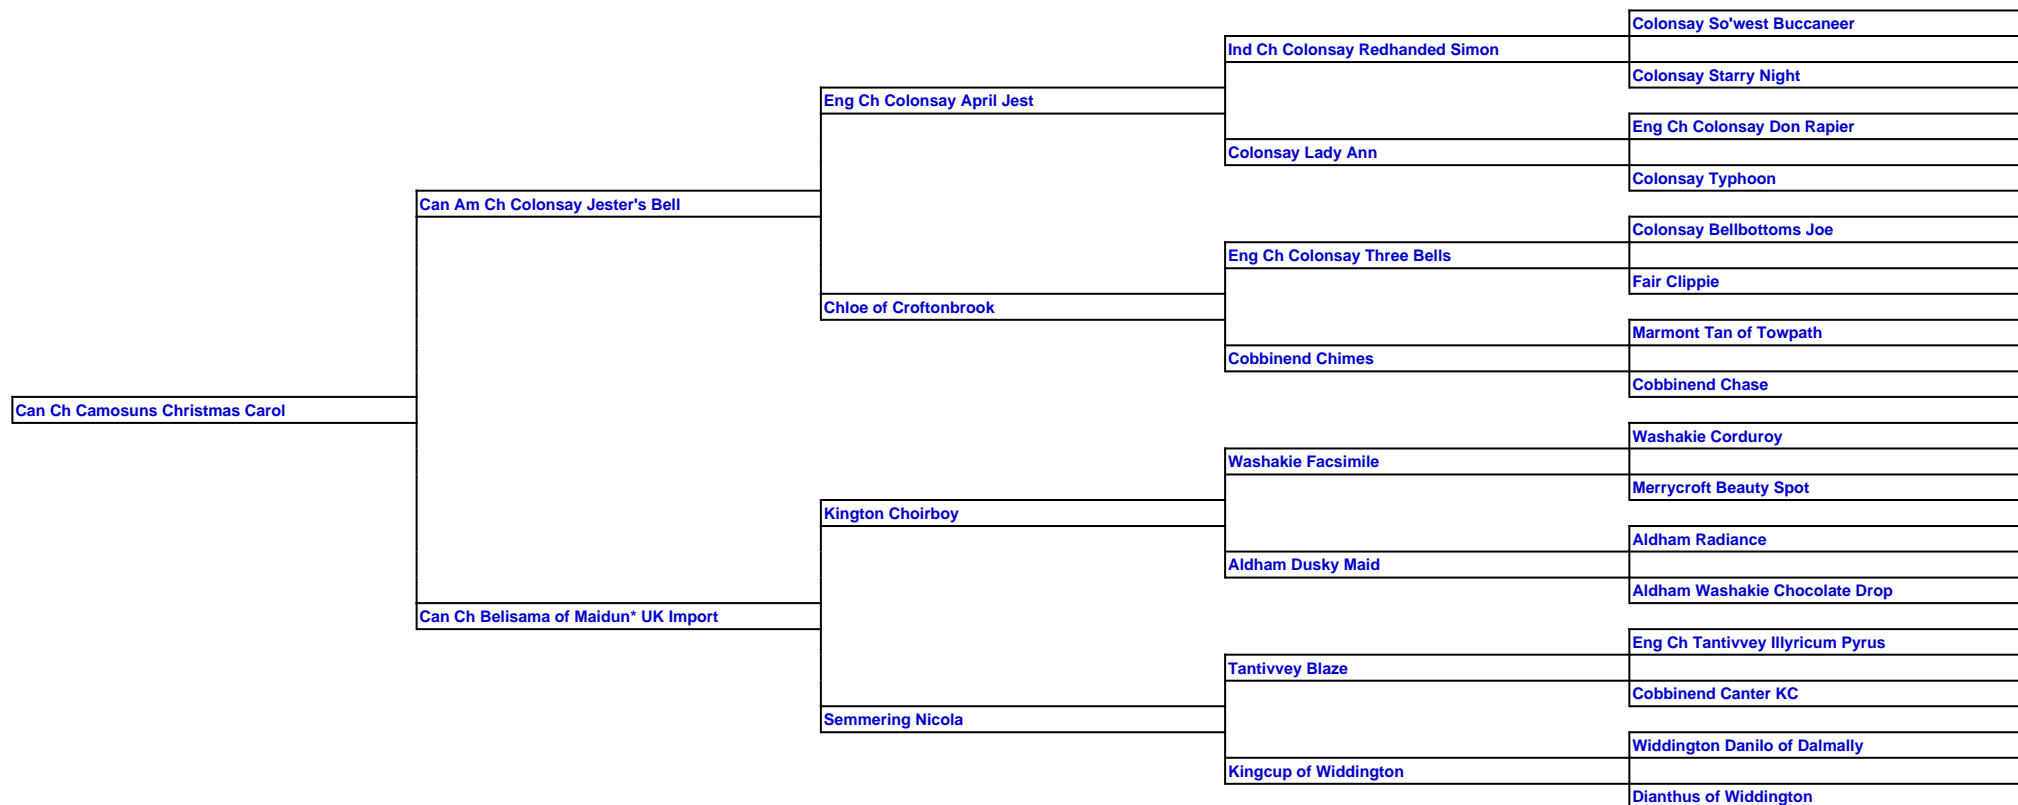 Colonsay So'west Buccaneer
Ind Ch Colonsay Redhanded Simon
Colonsay Starry Night
Eng Ch Colonsay April Jest
Eng Ch Colonsay Don Rapier
Colonsay Lady Ann
Colonsay Typhoon
Can Am Ch Colonsay Jester's Bell
Colonsay Bellbottoms Joe
Eng Ch Colonsay Three Bells
Fair Clippie
Chloe of Croftonbrook
Marmont Tan of Towpath
Cobbinend Chimes
Cobbinend Chase
Can Ch Camosuns Christmas Carol
Washakie Corduroy
Washakie Facsimile
Merrycroft Beauty Spot
Kington Choirboy
Aldham Radiance
Aldham Dusky Maid
Aldham Washakie Chocolate Drop
Can Ch Belisama of Maidun* UK Import
Eng Ch Tantivvey Illyricum Pyrus
Tantivvey Blaze
Cobbinend Canter KC
Semmering Nicola
Widdington Danilo of Dalmally
Kingcup of Widdington
Dianthus of Widdington